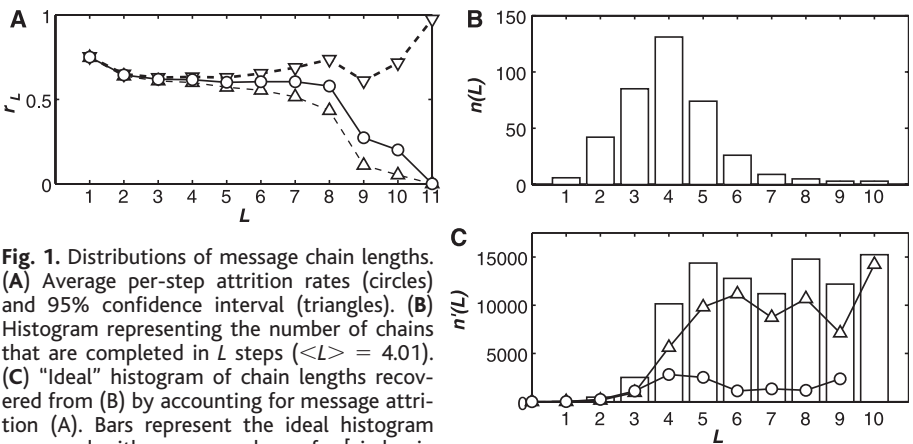 A
1
0.5
0
r L
1 2 3 4 5 6 7 8 9 10 11
L
B
150
100
50
0
n(L)
1 2 3 4 5 6 7 8 9 10
C
15000
10000
5000
0
n'(L)
1 2 3 4 5 6 7 8 9 10
L
Fig. 1. Distributions of message chain lengths.
(A) Average per-step attrition rates (circles)
and 95% confidence interval (triangles). (B)
Histogram representing the number of chains
that are completed in L steps (<L> = 4.01).
(C) “Ideal” histogram of chain lengths recov-
ered from (B) by accounting for message attri-
tion (A). Bars represent the ideal histogram